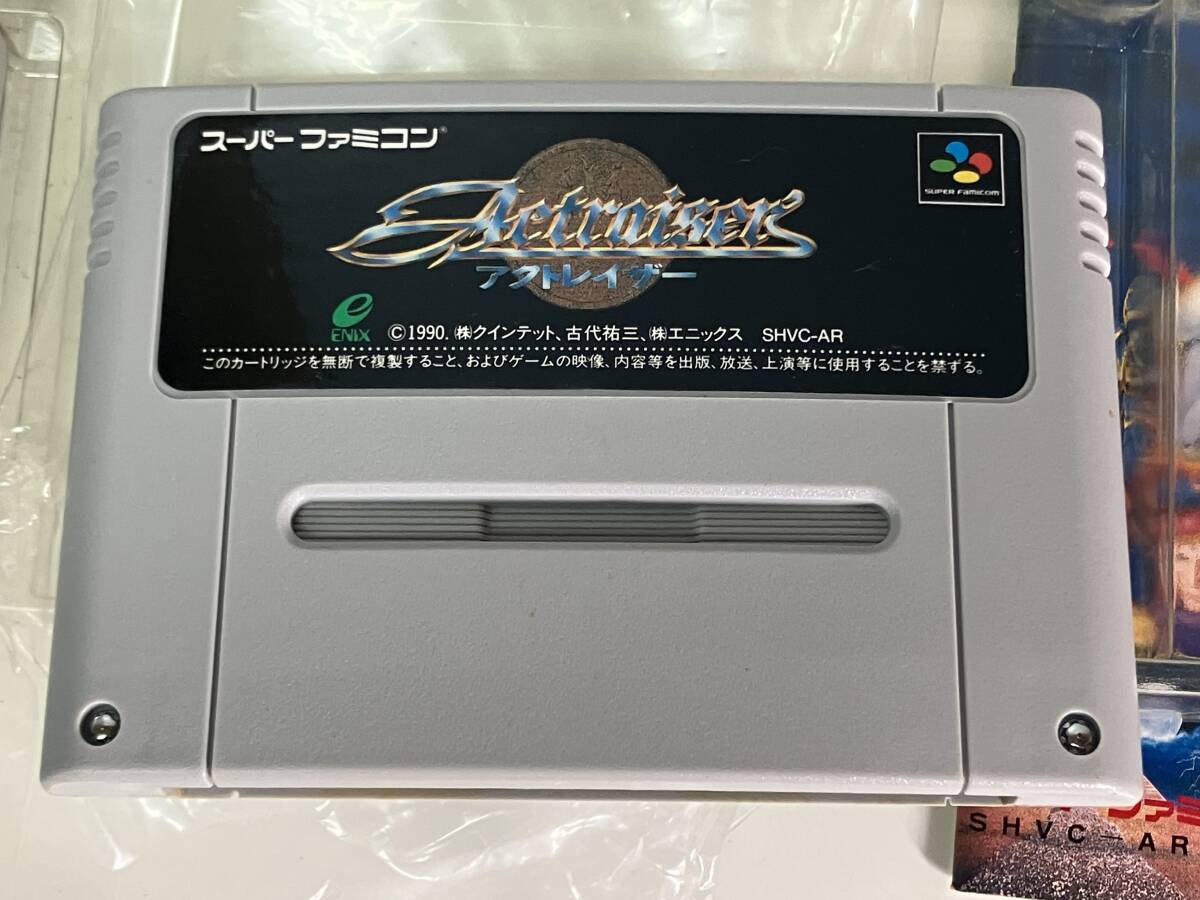 スーパーファミコン®
SUPER FAMICOM
Actraiser
アクトレイザー
ENIX
©1990. ㈱クインテット、古代祐三、㈱エニックス SHVC-AR
このカートリッジを無断で複製すること、およびゲームの映像、内容等を出版、放送、上演等に使用することを禁ずる。
ファミ
SHVC-AR